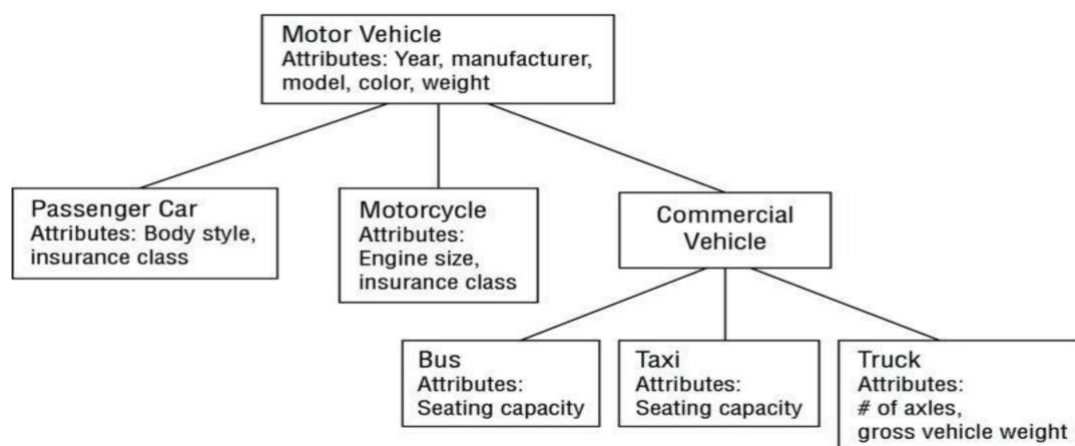 Motor Vehicle
Attributes: Year, manufacturer,
model, color, weight
Passenger Car
Attributes: Body style,
insurance class
Motorcycle
Attributes:
Engine size,
insurance class
Commercial
Vehicle
Bus
Attributes:
Seating capacity
Taxi
Attributes:
Seating capacity
Truck
Attributes:
# of axles,
gross vehicle weight